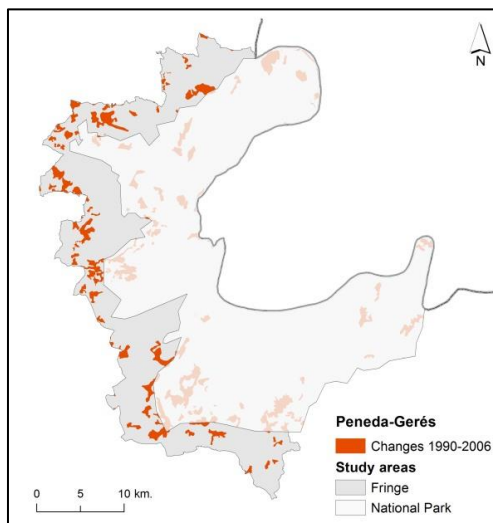 N
Peneda-Gerés
Changes 1990-2006
Study areas
Fringe
National Park
0 5 10 km.